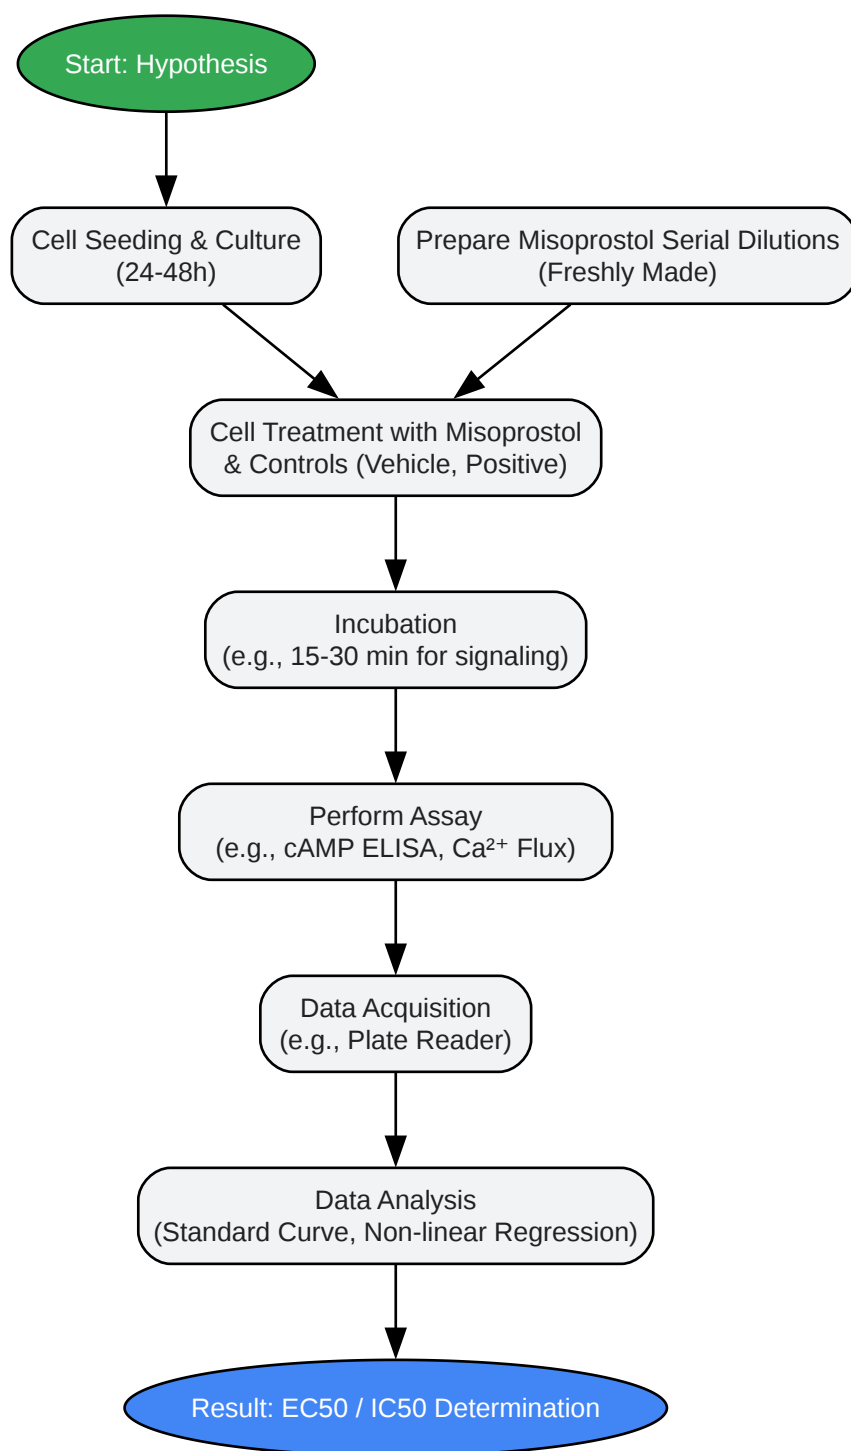 Start: Hypothesis
Cell Seeding & Culture
(24-48h)
Prepare Misoprostol Serial Dilutions
(Freshly Made)
Cell Treatment with Misoprostol
& Controls (Vehicle, Positive)
Incubation
(e.g., 15-30 min for signaling)
Perform Assay
(e.g., cAMP ELISA, Ca²⁺ Flux)
Data Acquisition
(e.g., Plate Reader)
Data Analysis
(Standard Curve, Non-linear Regression)
Result: EC50 / IC50 Determination